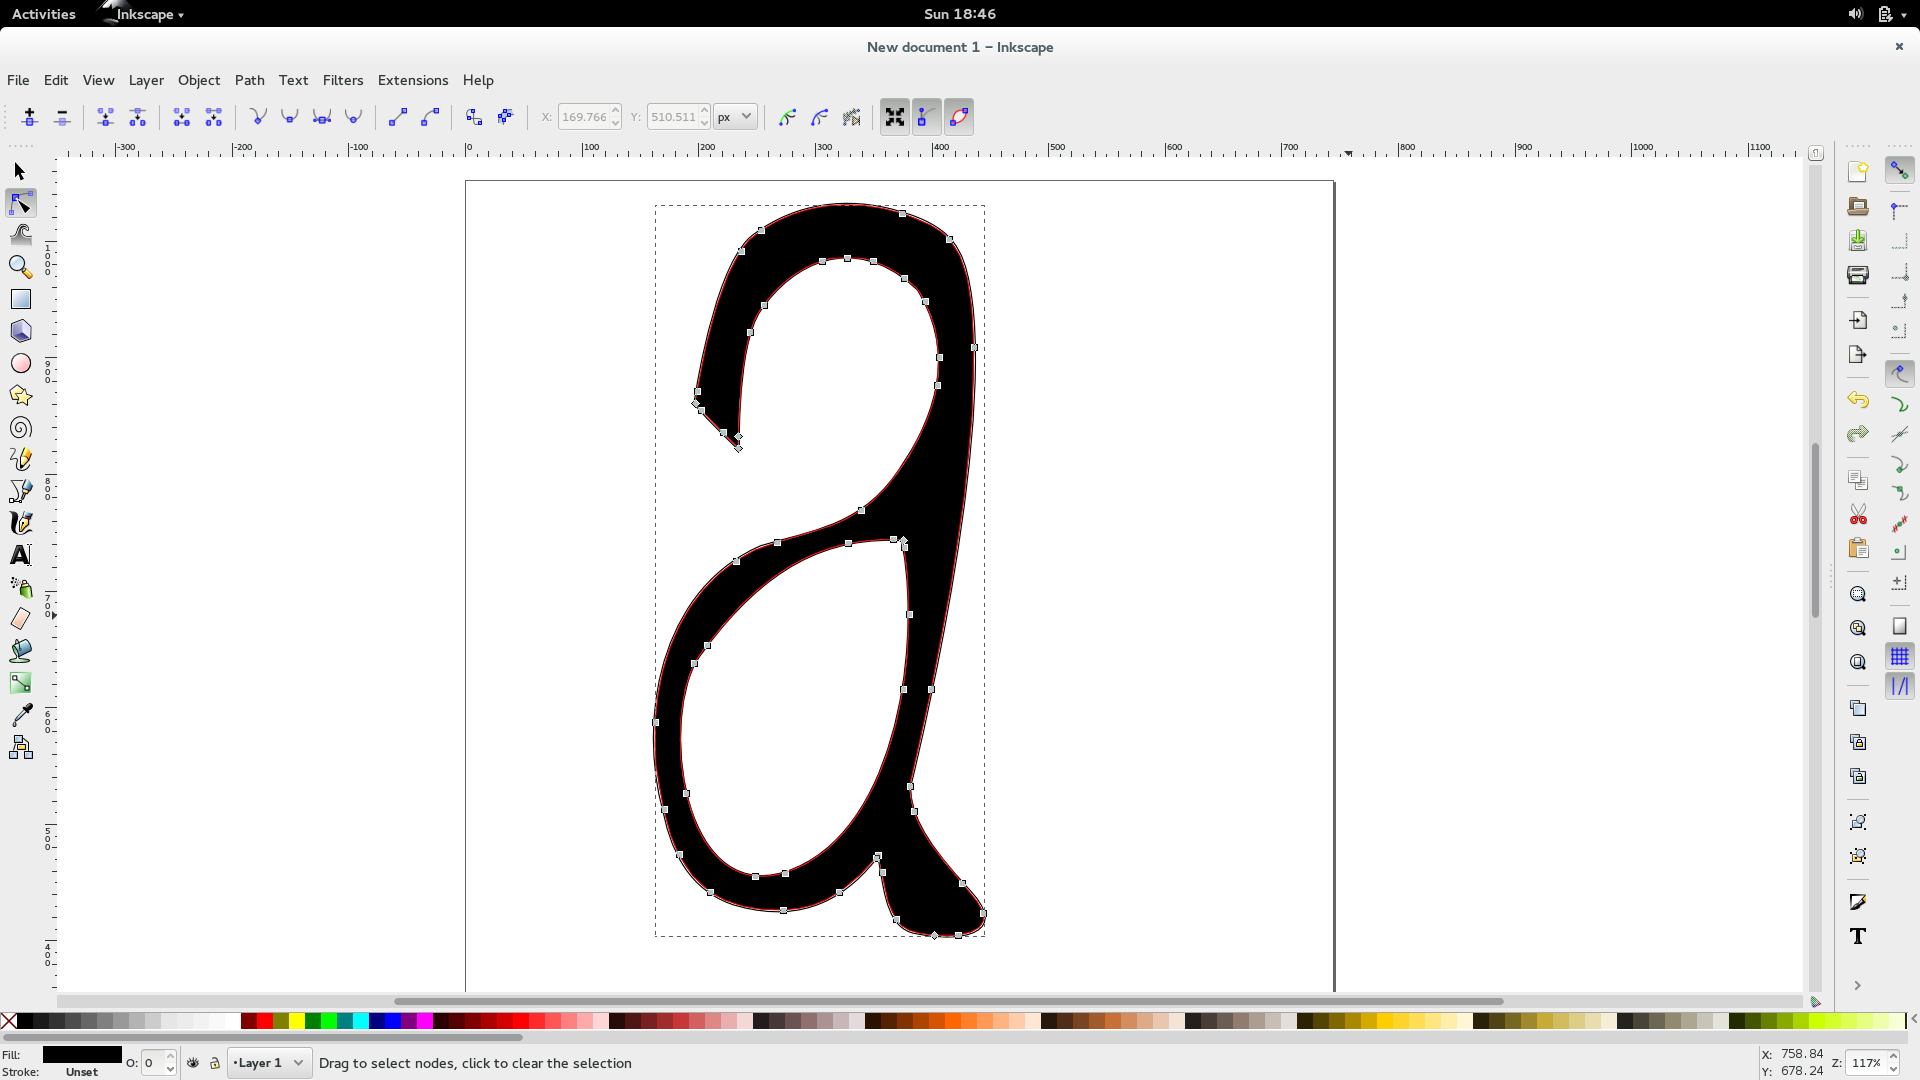 Activities Inkscape Sun 18:46
New document 1 – Inkscape
File Edit View Layer Object Path Text Filters Extensions Help
X: 169.766 Y: 510.511 px
-300 -200 -100 0 100 200 300 400 500 600 700 800 900 1000 1100
1000
900
800
700
600
500
400
a
Fill:
Stroke: Unset
O: 0
•Layer 1
Drag to select nodes, click to clear the selection
X: 758.84
Y: 678.24
Z: 117%